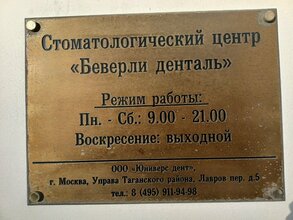 Стоматологический центр
«Беверли денталь»
Режим работы:
Пн. - Сб.: 9.00 - 21.00
Воскресение: выходной
ООО «Юниверс дент»,
г. Москва, Управа Таганского района, Лавров пер. д.5
тел.: 8 (495) 911-94-98